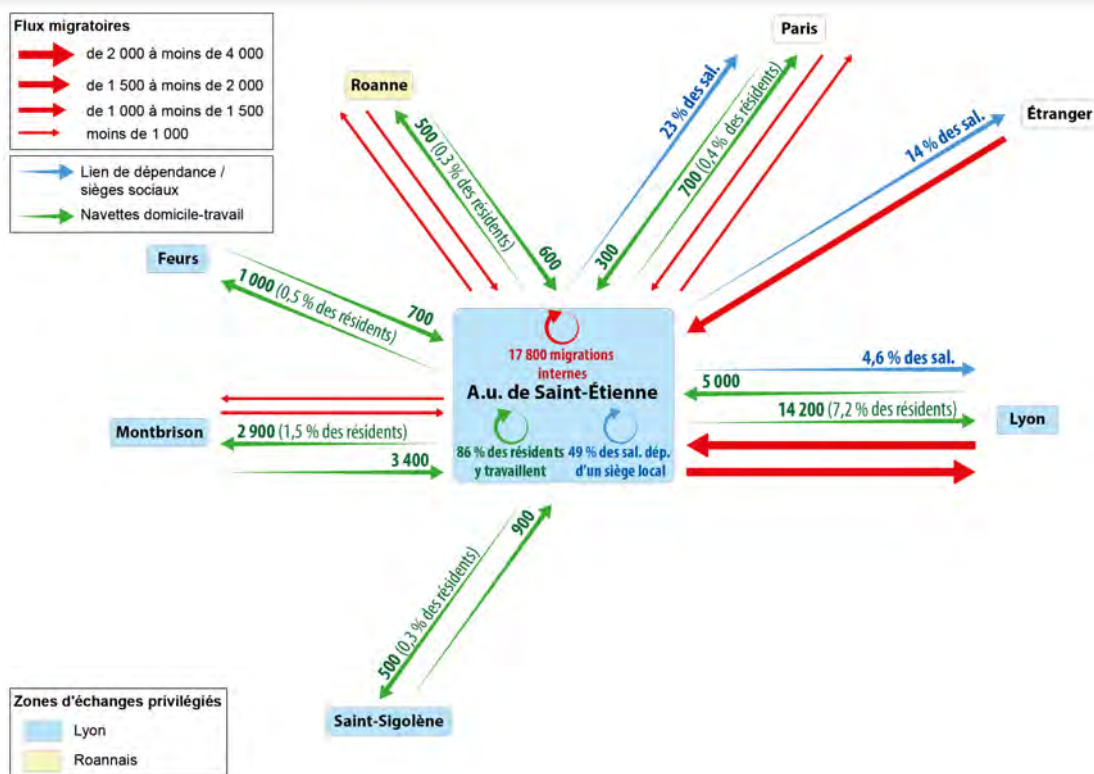 Flux migratoires
de 2 000 à moins de 4 000
de 1 500 à moins de 2 000
de 1 000 à moins de 1 500
moins de 1 000
Lien de dépendance /
sièges sociaux
Navettes domicile-travail
Paris
Roanne
Étranger
23 % des sal.
14 % des sal.
500 (0,3 % des résidents)
600
700 (0,4 % des résidents)
300
Feurs
1 000 (0,5 % des résidents)
700
17 800 migrations
internes
A.u. de Saint-Étienne
86 % des résidents
y travaillent
49 % des sal. dép.
d'un siège local
4,6 % des sal.
5 000
14 200 (7,2 % des résidents)
Lyon
Montbrison
2 900 (1,5 % des résidents)
3 400
900
500 (0,3 % des résidents)
Saint-Sigolène
Zones d'échanges privilégiés
Lyon
Roannais